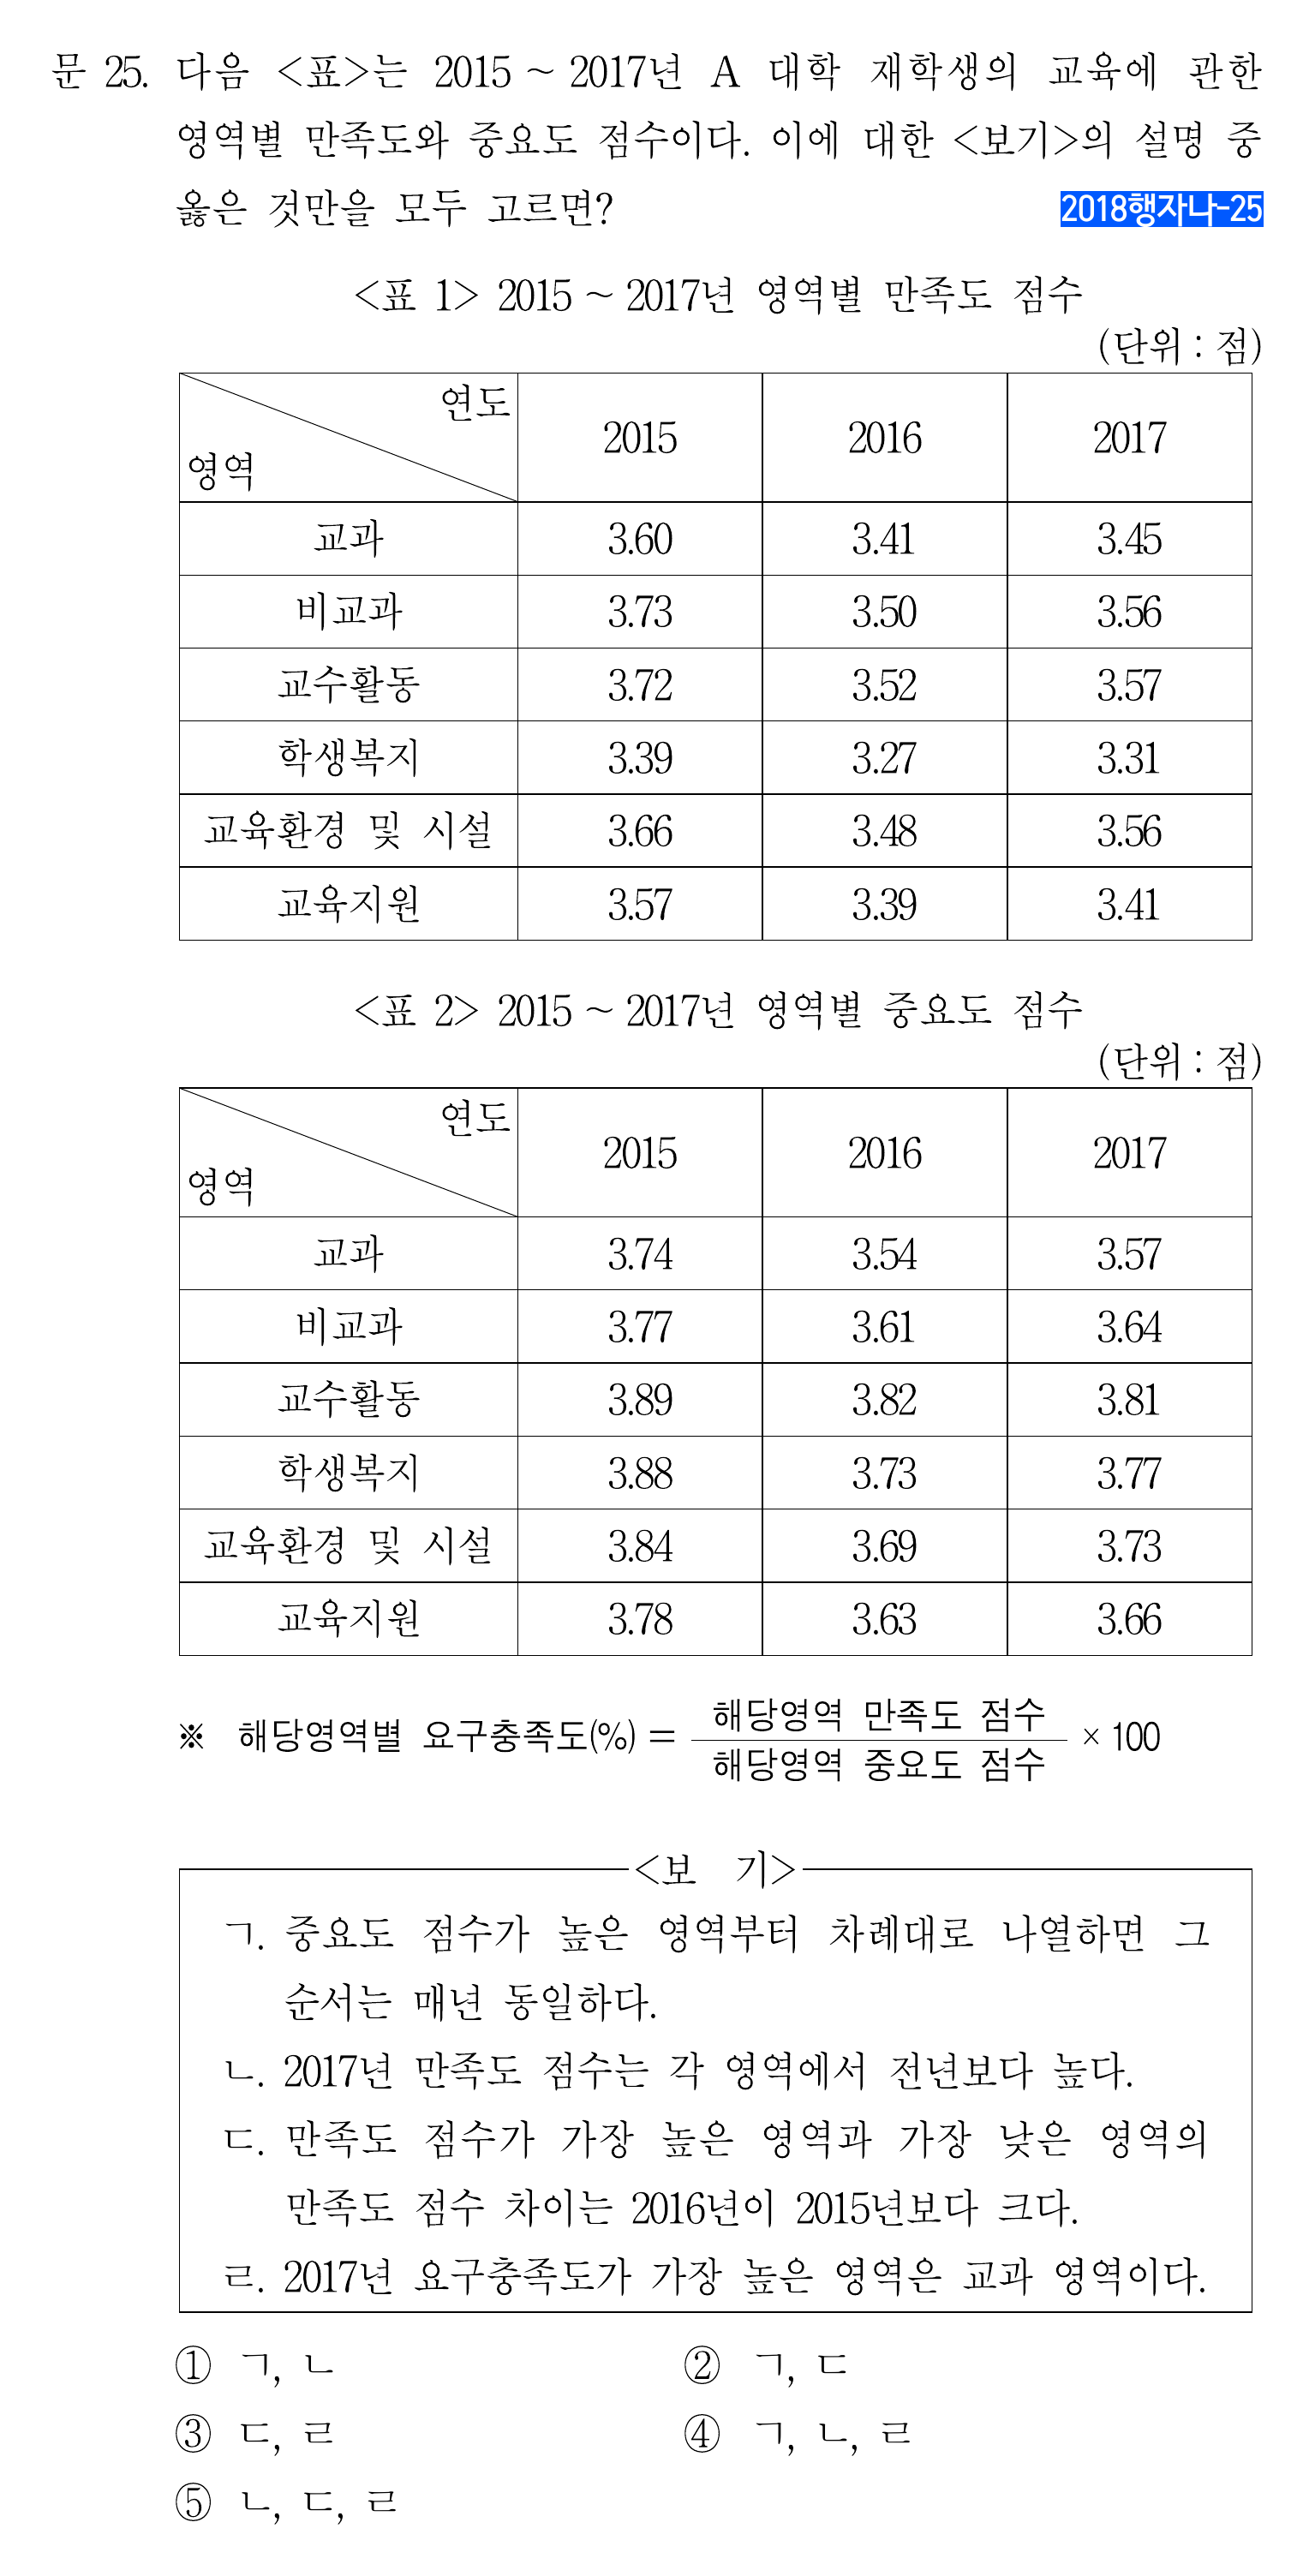 문 25. 다음 <표>는 2015 ~ 2017년 A 대학 재학생의 교육에 관한
영역별 만족도와 중요도 점수이다. 이에 대한 <보기>의 설명 중
옳은 것만을 모두 고르면?
2018행자나-25
<표 1> 2015 ~ 2017년 영역별 만족도 점수
(단위 : 점)
연도
영역
2015 2016 2017
교과 3.60 3.41 3.45
비교과 3.73 3.50 3.56
교수활동 3.72 3.52 3.57
학생복지 3.39 3.27 3.31
교육환경 및 시설 3.66 3.48 3.56
교육지원 3.57 3.39 3.41
<표 2> 2015 ~ 2017년 영역별 중요도 점수
(단위 : 점)
연도
영역
2015 2016 2017
교과 3.74 3.54 3.57
비교과 3.77 3.61 3.64
교수활동 3.89 3.82 3.81
학생복지 3.88 3.73 3.77
교육환경 및 시설 3.84 3.69 3.73
교육지원 3.78 3.63 3.66
해당영역 만족도 점수
※ 해당영역별 요구충족도(%) = × 100
해당영역 중요도 점수
<보 기>
ㄱ. 중요도 점수가 높은 영역부터 차례대로 나열하면 그
순서는 매년 동일하다.
ㄴ. 2017년 만족도 점수는 각 영역에서 전년보다 높다.
ㄷ. 만족도 점수가 가장 높은 영역과 가장 낮은 영역의
만족도 점수 차이는 2016년이 2015년보다 크다.
ㄹ. 2017년 요구충족도가 가장 높은 영역은 교과 영역이다.
① ㄱ, ㄴ ② ㄱ, ㄷ
③ ㄷ, ㄹ ④ ㄱ, ㄴ, ㄹ
⑤ ㄴ, ㄷ, ㄹ